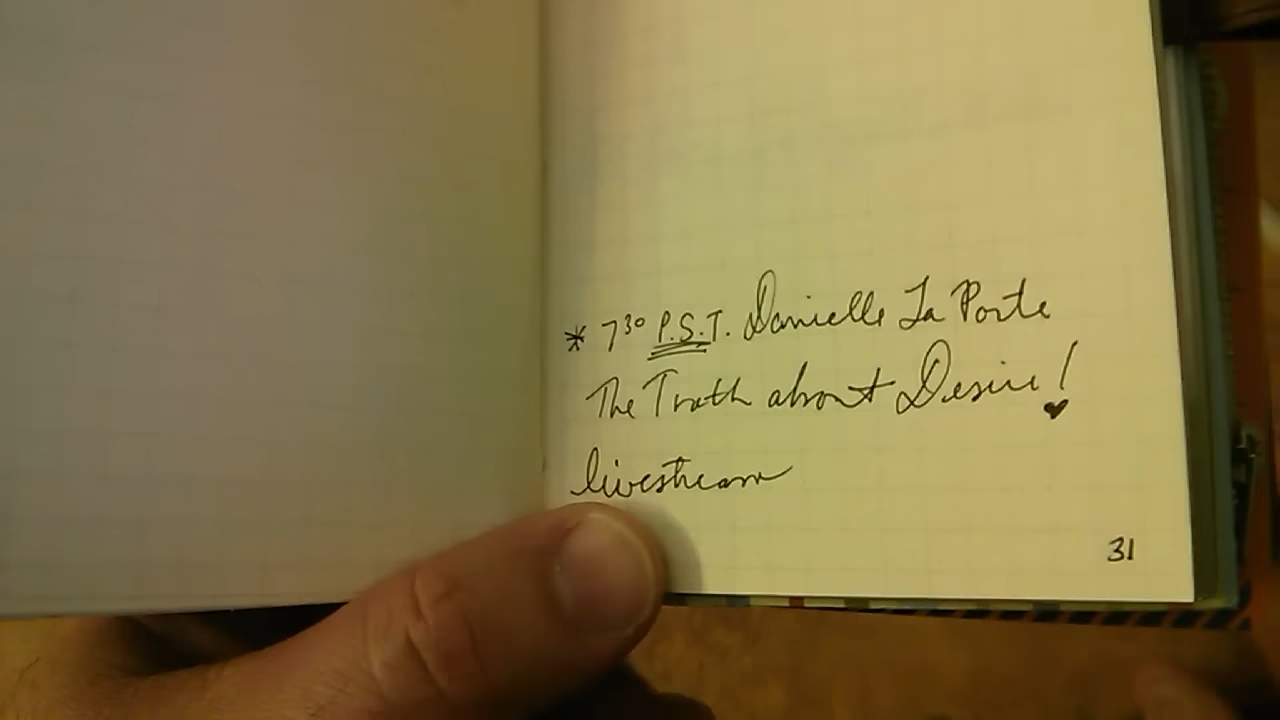 * 7³⁰ P.S.T. Danielle La Porte
The Truth about Desire! ♥
livestream
31